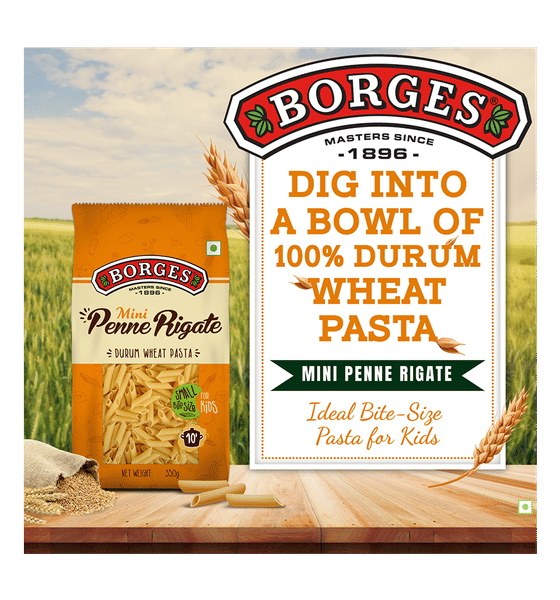 BORGES®
MASTERS SINCE
-1896-
DIG INTO
A BOWL OF
100% DURUM
WHEAT
PASTA
MINI PENNE RIGATE
Ideal Bite-Size
Pasta for Kids
BORGES
MASTERS SINCE
-1896-
Mini
Penne Rigate
DURUM WHEAT PASTA
SMALL
BITE SIZE
FOR
KIDS
10'
NET WEIGHT 350g